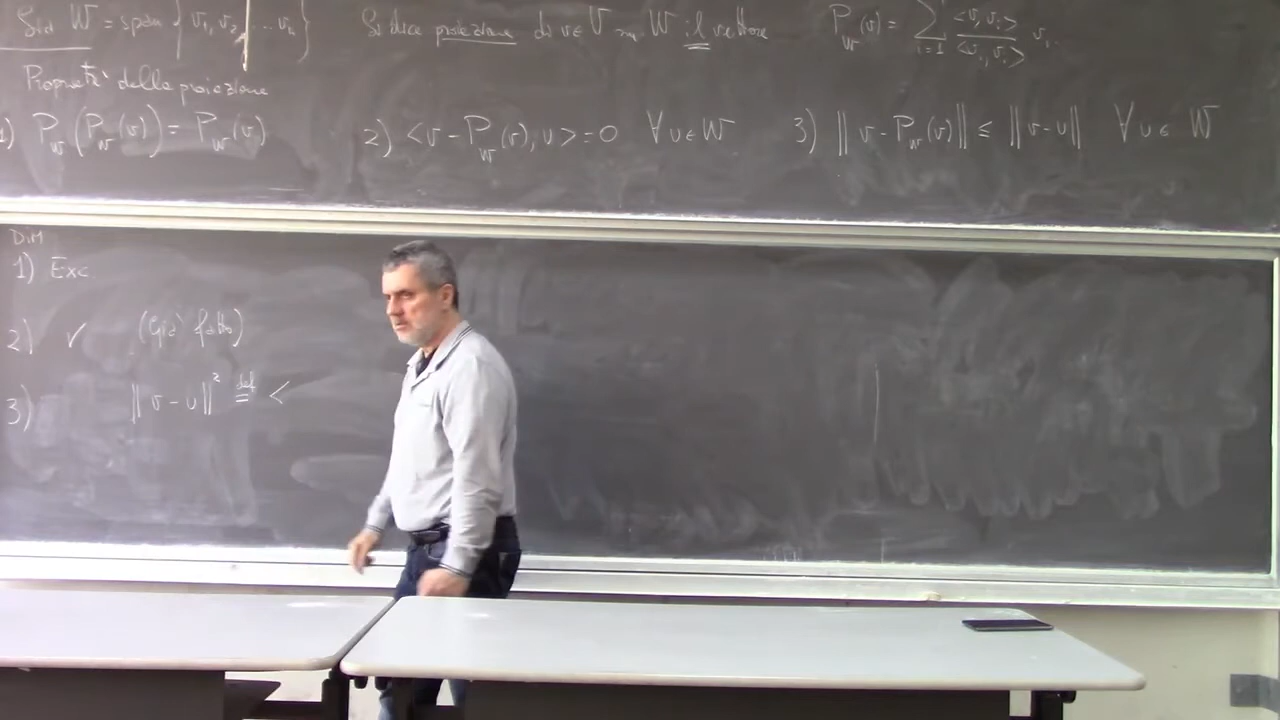 Sia W = span { v₁, v₂, ... vₙ } Si dice proiezione di v ∈ V su W il vettore P_W(v) = Σ_{i=1} <v, vᵢ> / <vᵢ, vᵢ> vᵢ.
Proprietà della proiezione
1) P_W(P_W(v)) = P_W(v) 2) <v - P_W(v), u> = 0 ∀ u ∈ W 3) ‖v - P_W(v)‖ ≤ ‖v - u‖ ∀ u ∈ W
DIM
1) Exc
2) ✓ (Già fatto)
3) ‖v - u‖² def= <